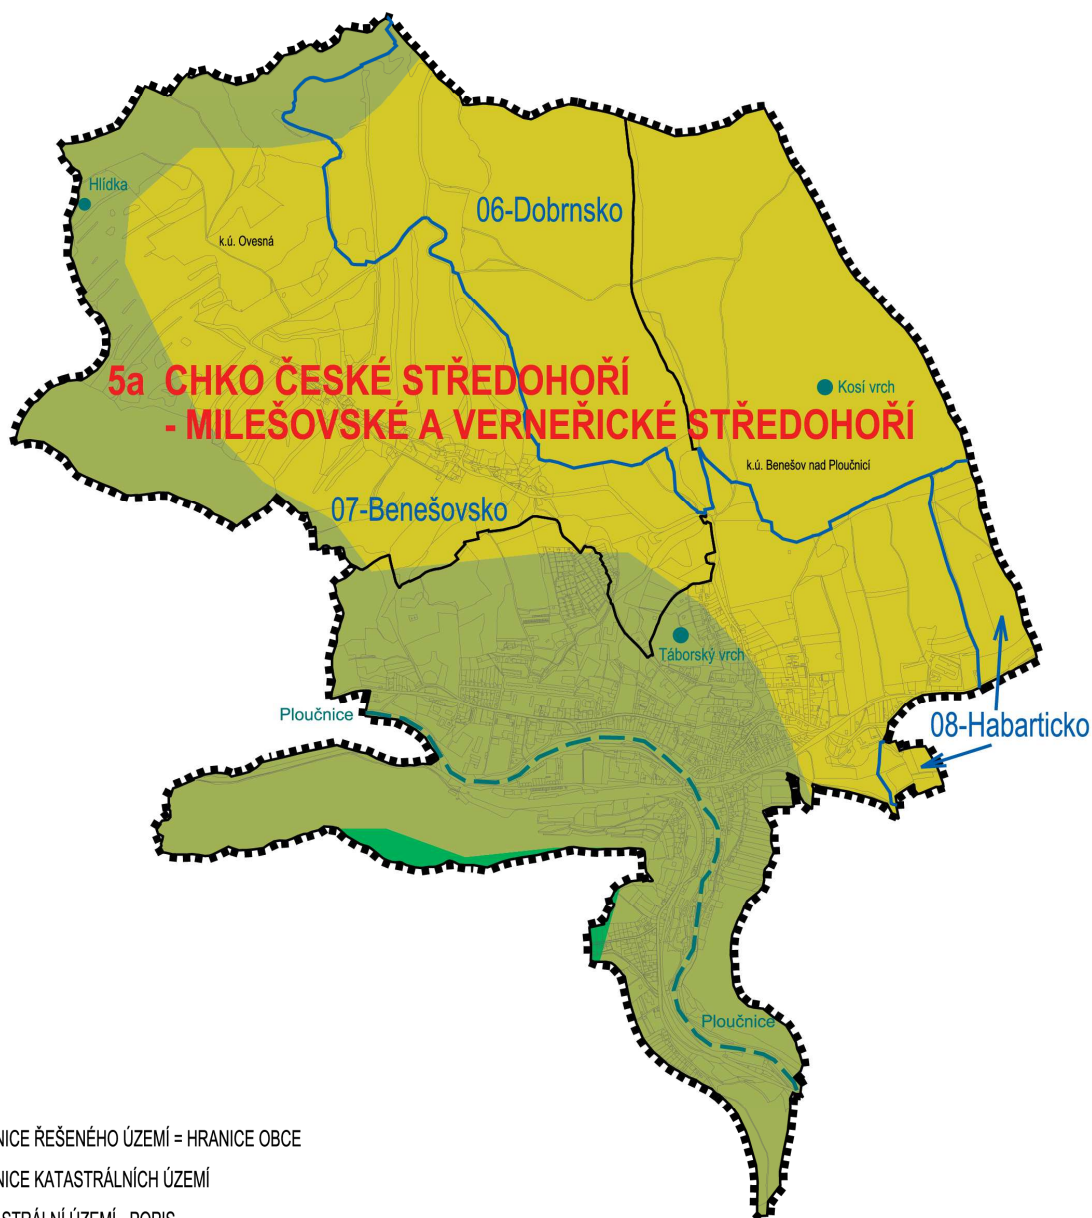 Hlídka
06-Dobrnsko
k.ú. Ovesná
5a CHKO ČESKÉ STŘEDOHOŘÍ
- MILEŠOVSKÉ A VERNEŘICKÉ STŘEDOHOŘÍ
Kosí vrch
k.ú. Benešov nad Ploučnicí
07-Benešovsko
Táborský vrch
Ploučnice
08-Habarticko
Ploučnice
NICE ŘEŠENÉHO ÚZEMÍ = HRANICE OBCE
NICE KATASTRÁLNÍCH ÚZEMÍ